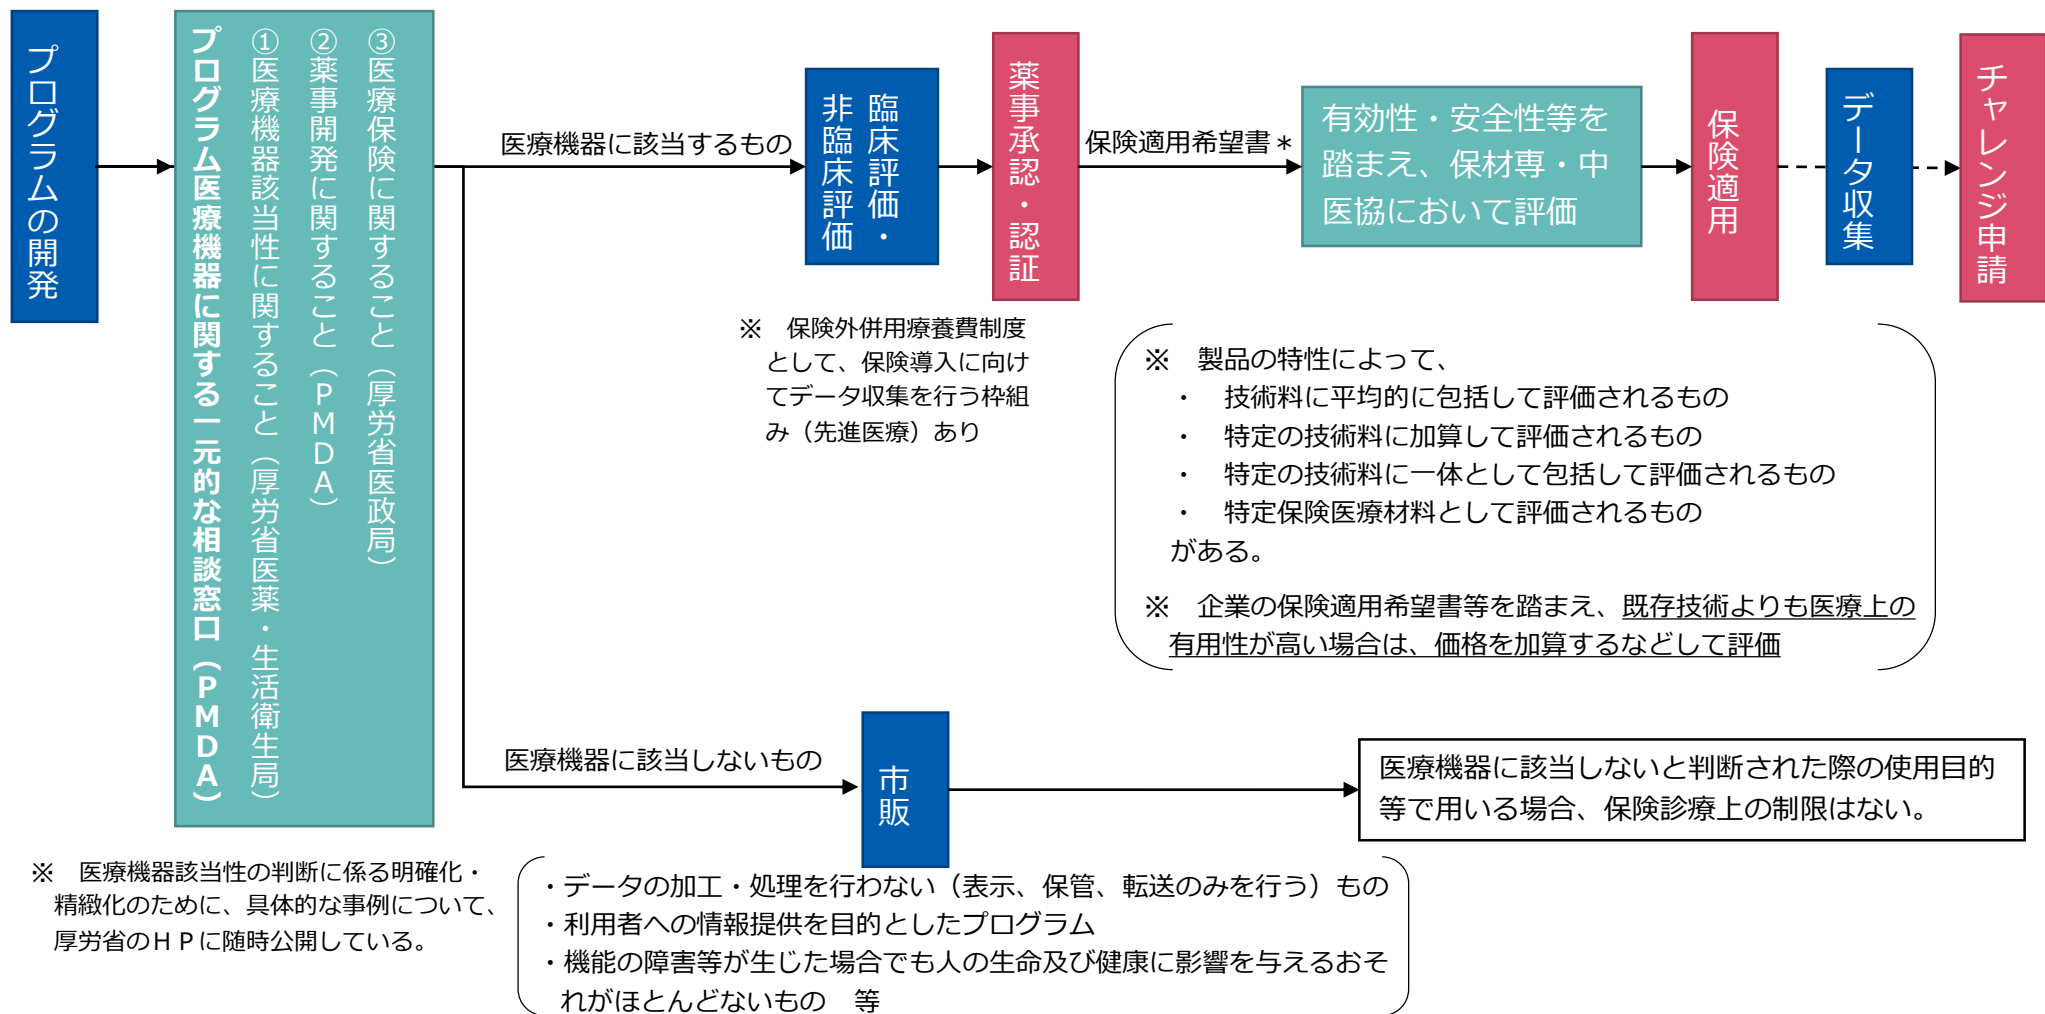 プログラムの開発
プログラム医療機器に関する一元的な相談窓口（ＰＭＤＡ）
①医療機器該当性に関すること（厚労省医薬・生活衛生局）
②薬事開発に関すること（ＰＭＤＡ）
③医療保険に関すること（厚労省医政局）
医療機器に該当するもの
臨床評価・
非臨床評価
薬事承認・認証
保険適用希望書＊
有効性・安全性等を
踏まえ、保材専・中
医協において評価
保険適用
データ収集
チャレンジ申請
※　保険外併用療養費制度
として、保険導入に向け
てデータ収集を行う枠組
み（先進医療）あり
※　製品の特性によって、
・　技術料に平均的に包括して評価されるもの
・　特定の技術料に加算して評価されるもの
・　特定の技術料に一体として包括して評価されるもの
・　特定保険医療材料として評価されるもの
がある。
※　企業の保険適用希望書等を踏まえ、既存技術よりも医療上の
有用性が高い場合は、価格を加算するなどして評価
医療機器に該当しないもの
市販
医療機器に該当しないと判断された際の使用目的
等で用いる場合、保険診療上の制限はない。
※　医療機器該当性の判断に係る明確化・
精緻化のために、具体的な事例について、
厚労省のＨＰに随時公開している。
・データの加工・処理を行わない（表示、保管、転送のみを行う）もの
・利用者への情報提供を目的としたプログラム
・機能の障害等が生じた場合でも人の生命及び健康に影響を与えるおそ
れがほとんどないもの　等